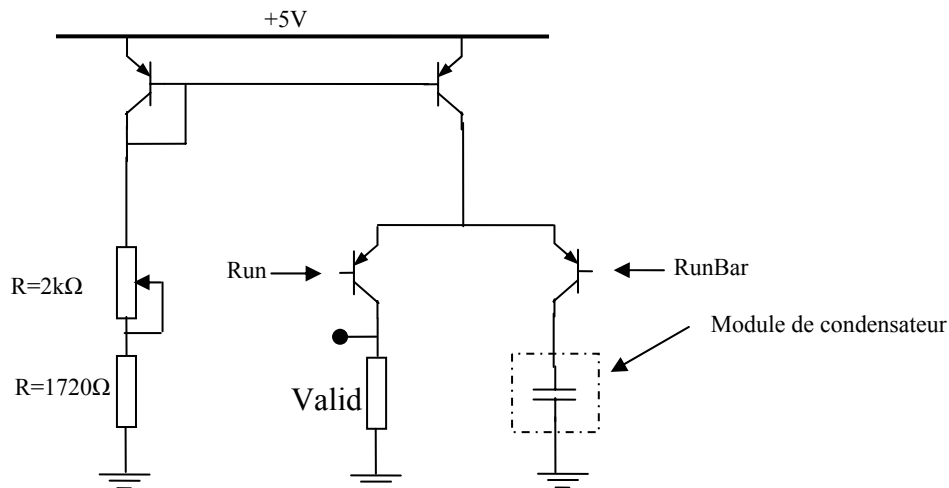 +5V
Run
RunBar
R=2kΩ
Module de condensateur
R=1720Ω
Valid